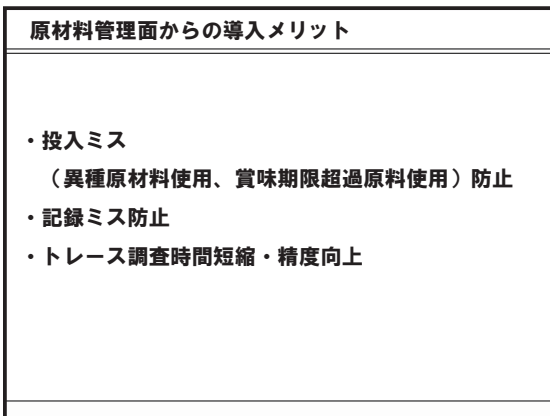 原材料管理面からの導入メリット
・投入ミス
（異種原材料使用、賞味期限超過原料使用）防止
・記録ミス防止
・トレース調査時間短縮・精度向上